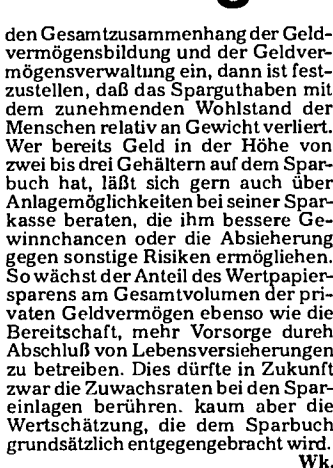 den Gesamtzusammenhang der Geld-
vermögensbildung und der Geldver-
mögensverwaltung ein, dann ist fest-
zustellen, daß das Sparguthaben mit
dem zunehmenden Wohlstand der
Menschen relativ an Gewicht verliert.
Wer bereits Geld in der Höhe von
zwei bis drei Gehältern auf dem Spar-
buch hat, läßt sich gern auch über
Anlagemöglichkeiten bei seiner Spar-
kasse beraten, die ihm bessere Ge-
winnchancen oder die Absicherung
gegen sonstige Risiken ermöglichen.
So wächst der Anteil des Wertpapier-
sparens am Gesamtvolumen der pri-
vaten Geldvermögen ebenso wie die
Bereitschaft, mehr Vorsorge durch
Abschluß von Lebensversicherungen
zu betreiben. Dies dürfte in Zukunft
zwar die Zuwachsraten bei den Spar-
einlagen berühren. kaum aber die
Wertschätzung, die dem Sparbuch
grundsätzlich entgegengebracht wird.
Wk.